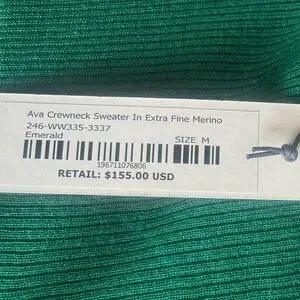 Ava Crewneck Sweater In Extra Fine Merino
246-WW335-3337
Emerald
SIZE M
196711076806
RETAIL: $155.00 USD